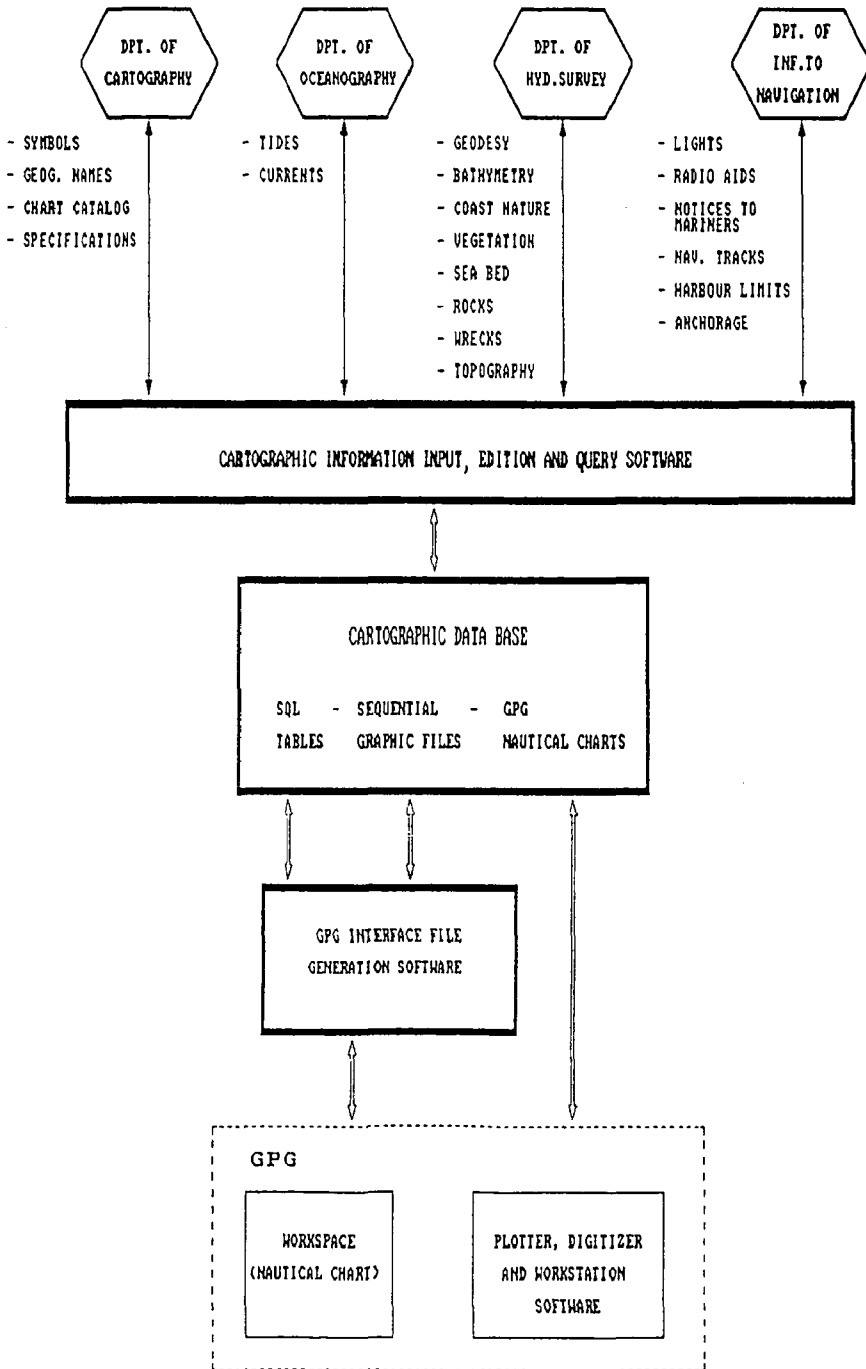 DPT. OF
CARTOGRAPHY
DPT. OF
OCEANOGRAPHY
DPT. OF
HYD.SURVEY
DPT. OF
INF.TO
NAVIGATION
- SYMBOLS
- GEOG. NAMES
- CHART CATALOG
- SPECIFICATIONS
- TIDES
- CURRENTS
- GEODESY
- BATHYMETRY
- COAST NATURE
- VEGETATION
- SEA BED
- ROCKS
- WRECKS
- TOPOGRAPHY
- LIGHTS
- RADIO AIDS
- NOTICES TO
MARINERS
- NAV. TRACKS
- HARBOUR LIMITS
- ANCHORAGE
CARTOGRAPHIC INFORMATION INPUT, EDITION AND QUERY SOFTWARE
CARTOGRAPHIC DATA BASE
SQL - SEQUENTIAL - GPG
TABLES GRAPHIC FILES NAUTICAL CHARTS
GPG INTERFACE FILE
GENERATION SOFTWARE
GPG
WORKSPACE
(NAUTICAL CHART)
PLOTTER, DIGITIZER
AND WORKSTATION
SOFTWARE